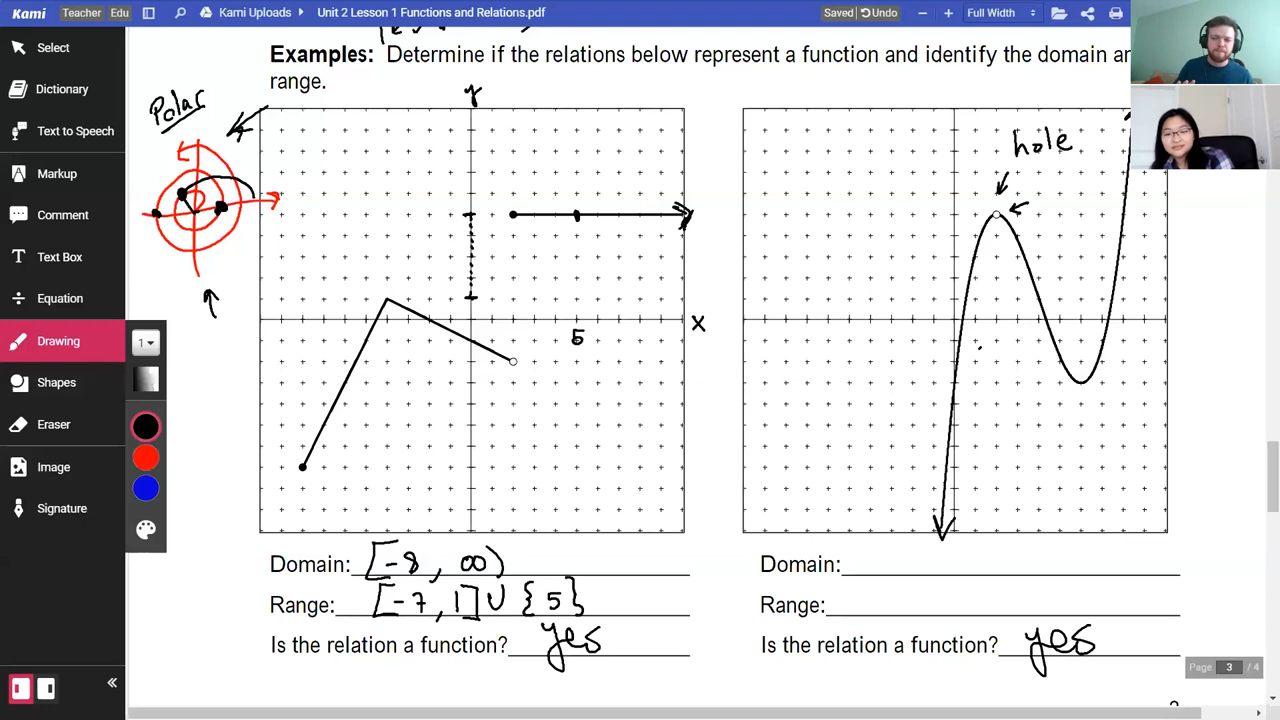 Kami Teacher Edu Kami Uploads Unit 2 Lesson 1 Functions and Relations.pdf Saved Undo Full Width
Select
Dictionary
Text to Speech
Markup
Comment
Text Box
Equation
Drawing
1
Shapes
Eraser
Image
Signature
Examples: Determine if the relations below represent a function and identify the domain
range.
Polar
y
x
5
hole
Domain: [-8, ∞)
Range: [-7, 1] ∪ {5}
Is the relation a function? yes
Domain:
Range:
Is the relation a function? yes
Page 3 / 4